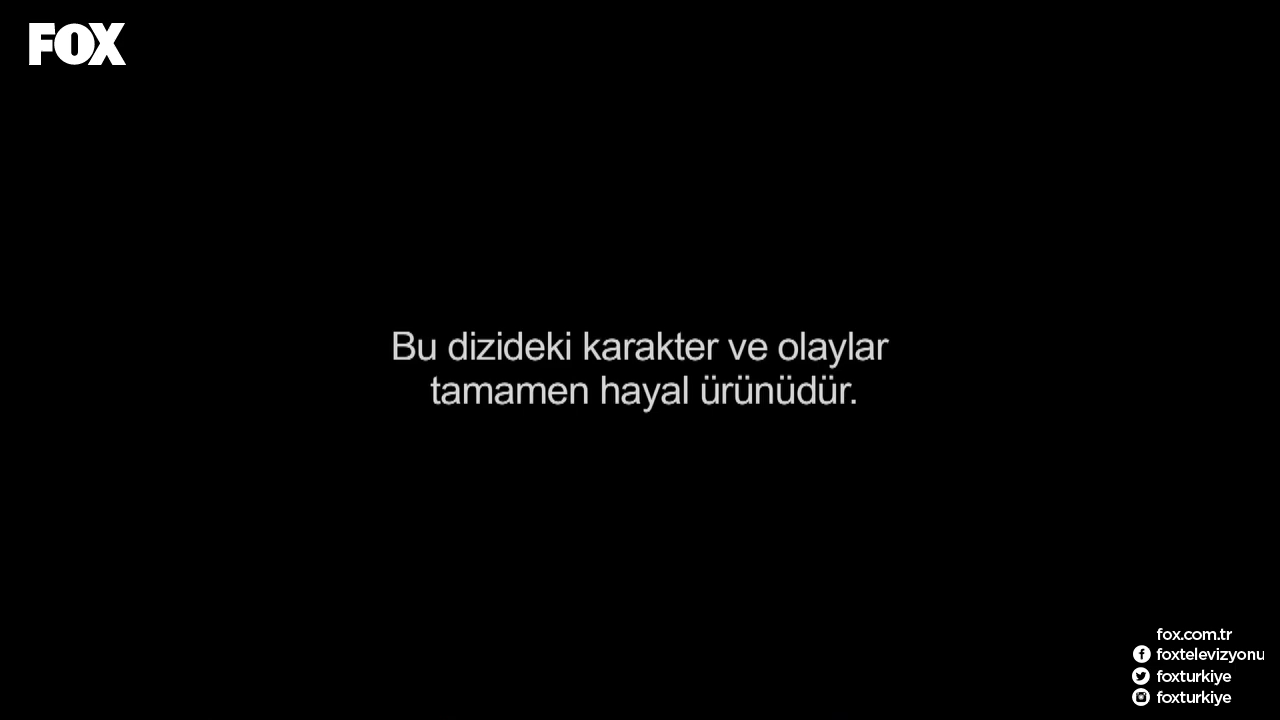 FOX
Bu dizideki karakter ve olaylar
tamamen hayal ürünüdür.
fox.com.tr
foxtelevizyonu
foxturkiye
foxturkiye